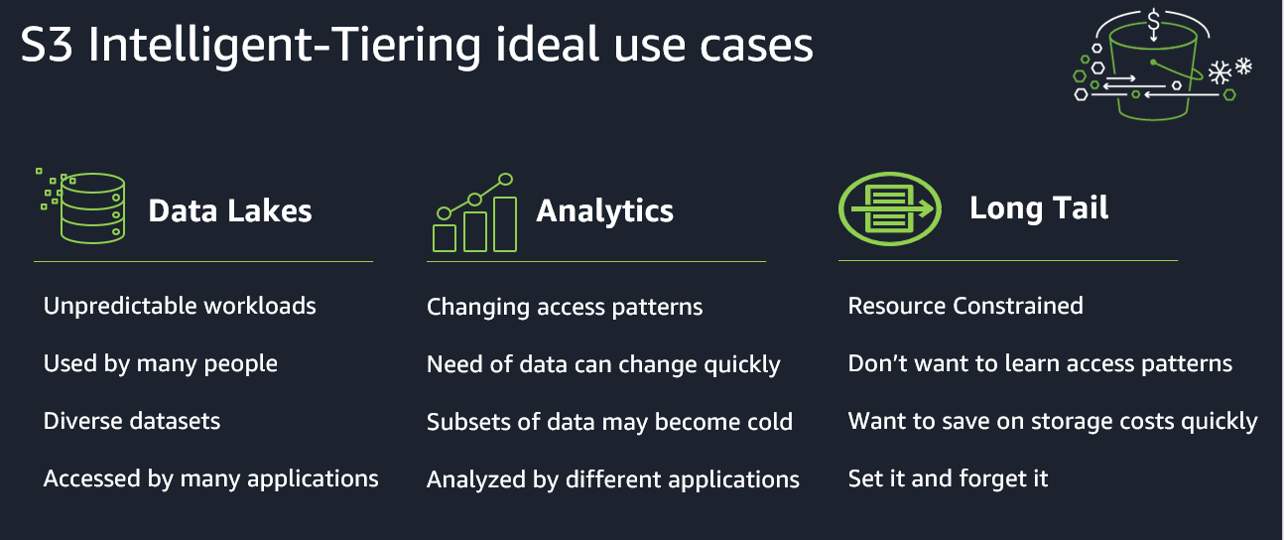 S3 Intelligent-Tiering ideal use cases
$
Data Lakes
Unpredictable workloads
Used by many people
Diverse datasets
Accessed by many applications
Analytics
Changing access patterns
Need of data can change quickly
Subsets of data may become cold
Analyzed by different applications
Long Tail
Resource Constrained
Don’t want to learn access patterns
Want to save on storage costs quickly
Set it and forget it